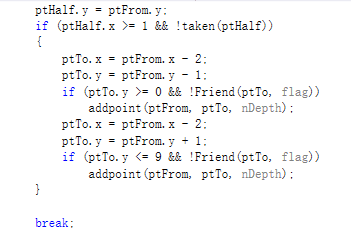 ptHalf.y = ptFrom.y;
if (ptHalf.x >= 1 && !taken(ptHalf))
{
ptTo.x = ptFrom.x - 2;
ptTo.y = ptFrom.y - 1;
if (ptTo.y >= 0 && !Friend(ptTo, flag))
addpoint(ptFrom, ptTo, nDepth);
ptTo.x = ptFrom.x - 2;
ptTo.y = ptFrom.y + 1;
if (ptTo.y <= 9 && !Friend(ptTo, flag))
addpoint(ptFrom, ptTo, nDepth);
}
break;